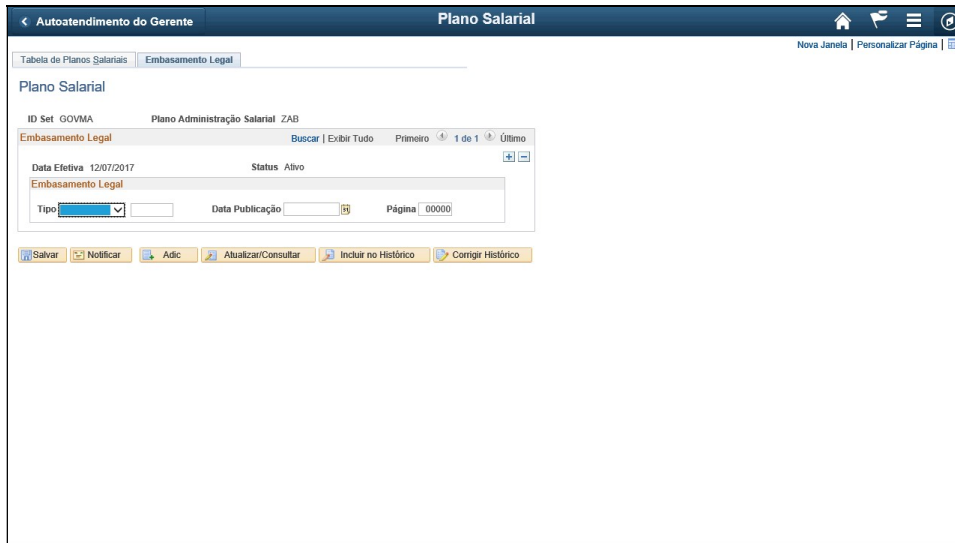 Autoatendimento do Gerente Plano Salarial
Nova Janela | Personalizar Página |
Tabela de Planos Salariais Embasamento Legal
Plano Salarial
ID Set GOVMA Plano Administração Salarial ZAB
Embasamento Legal Buscar | Exibir Tudo Primeiro 1 de 1 Último
Data Efetiva 12/07/2017 Status Ativo
Embasamento Legal
Tipo Data Publicação Página 00000
Salvar Notificar Adic Atualizar/Consultar Incluir no Histórico Corrigir Histórico